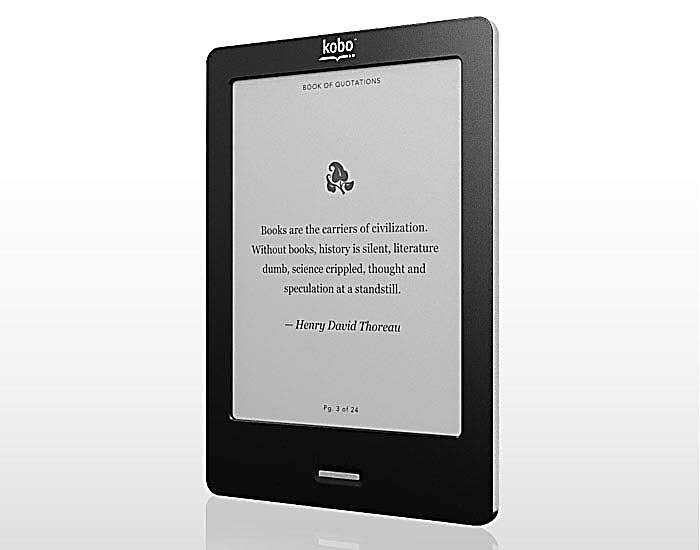 kobo
BOOK OF QUOTATIONS
Books are the carriers of civilization.
Without books, history is silent, literature
dumb, science crippled, thought and
speculation at a standstill.
— Henry David Thoreau
Pg. 3 of 24